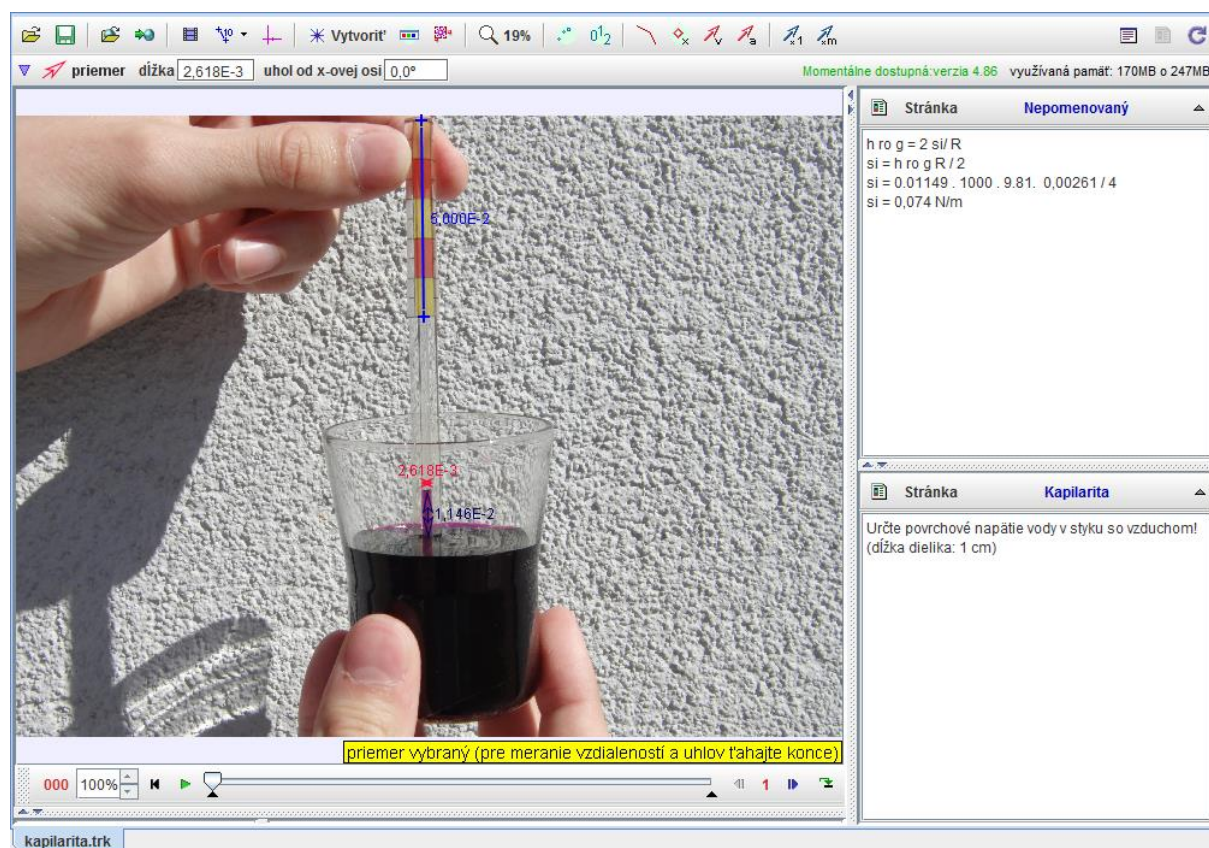 Vytvoriť
19%
priemer dĺžka 2,618E-3 uhol od x-ovej osi 0,0°
Momentálne dostupná:verzia 4.86 využívaná pamäť: 170MB o 247MB
Stránka Nepomenovaný
h ro g = 2 si/ R
si = h ro g R / 2
si = 0.01149 . 1000 . 9.81. 0,00261 / 4
si = 0,074 N/m
5,000E-2
2,618E-3
1,146E-2
Stránka Kapilarita
Určte povrchové napätie vody v styku so vzduchom!
(dĺžka dielika: 1 cm)
priemer vybraný (pre meranie vzdialeností a uhlov ťahajte konce)
000 100% 1
kapilarita.trk